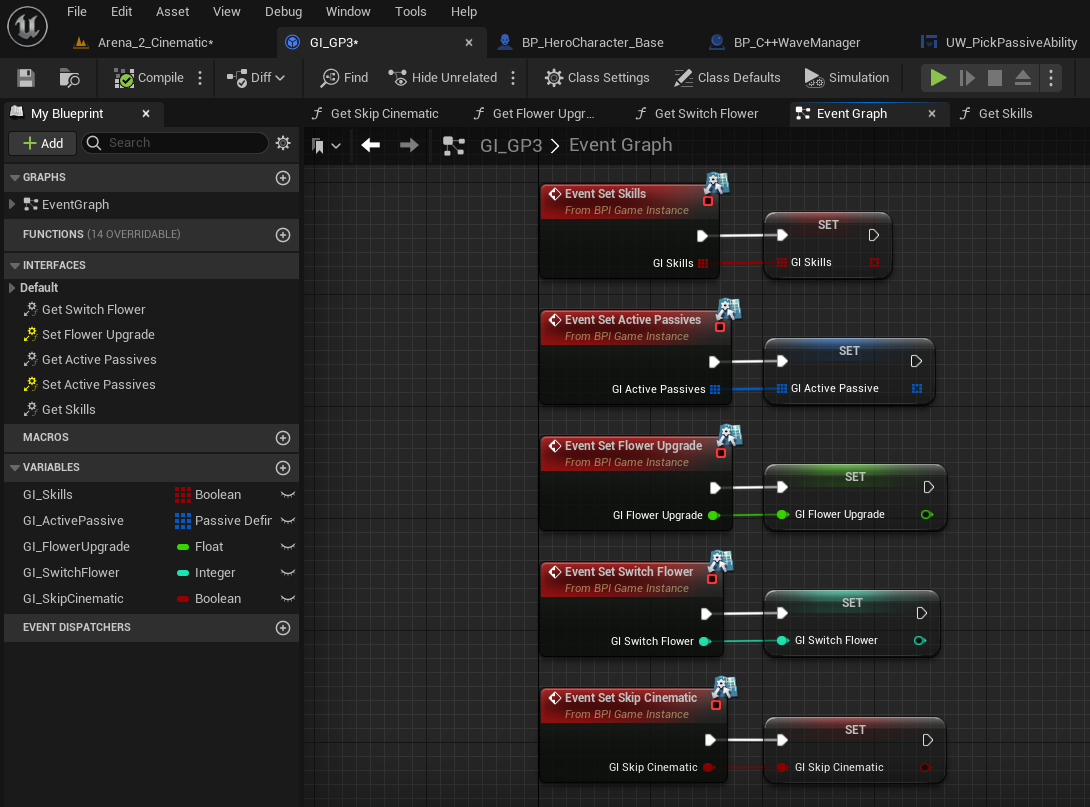 File Edit Asset View Debug Window Tools Help
Arena_2_Cinematic* GI_GP3* BP_HeroCharacter_Base BP_C++WaveManager UW_PickPassiveAbility
Compile Diff Find Hide Unrelated Class Settings Class Defaults Simulation
My Blueprint Get Skip Cinematic Get Flower Upgr... Get Switch Flower Event Graph Get Skills
Add Search GI_GP3 > Event Graph
GRAPHS
EventGraph
FUNCTIONS (14 OVERRIDABLE)
INTERFACES
Default
Get Switch Flower
Set Flower Upgrade
Get Active Passives
Set Active Passives
Get Skills
MACROS
VARIABLES
GI_Skills Boolean
GI_ActivePassive Passive Defir
GI_FlowerUpgrade Float
GI_SwitchFlower Integer
GI_SkipCinematic Boolean
EVENT DISPATCHERS
Event Set Skills
From BPI Game Instance
SET
GI Skills GI Skills
Event Set Active Passives
From BPI Game Instance
SET
GI Active Passives GI Active Passive
Event Set Flower Upgrade
From BPI Game Instance
SET
GI Flower Upgrade GI Flower Upgrade
Event Set Switch Flower
From BPI Game Instance
SET
GI Switch Flower GI Switch Flower
Event Set Skip Cinematic
From BPI Game Instance
SET
GI Skip Cinematic GI Skip Cinematic